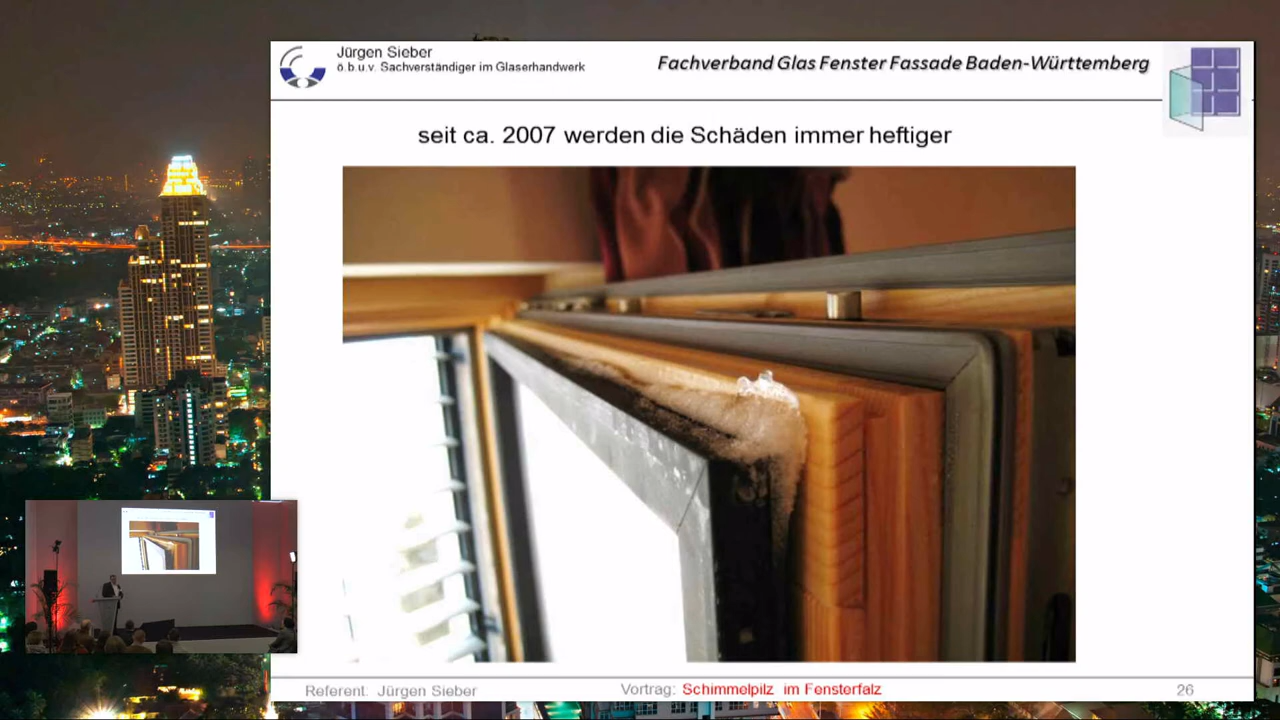 Jürgen Sieber
ö.b.u.v. Sachverständiger im Glaserhandwerk
Fachverband Glas Fenster Fassade Baden-Württemberg
seit ca. 2007 werden die Schäden immer heftiger
Referent: Jürgen Sieber
Vortrag: Schimmelpilz im Fensterfalz
26